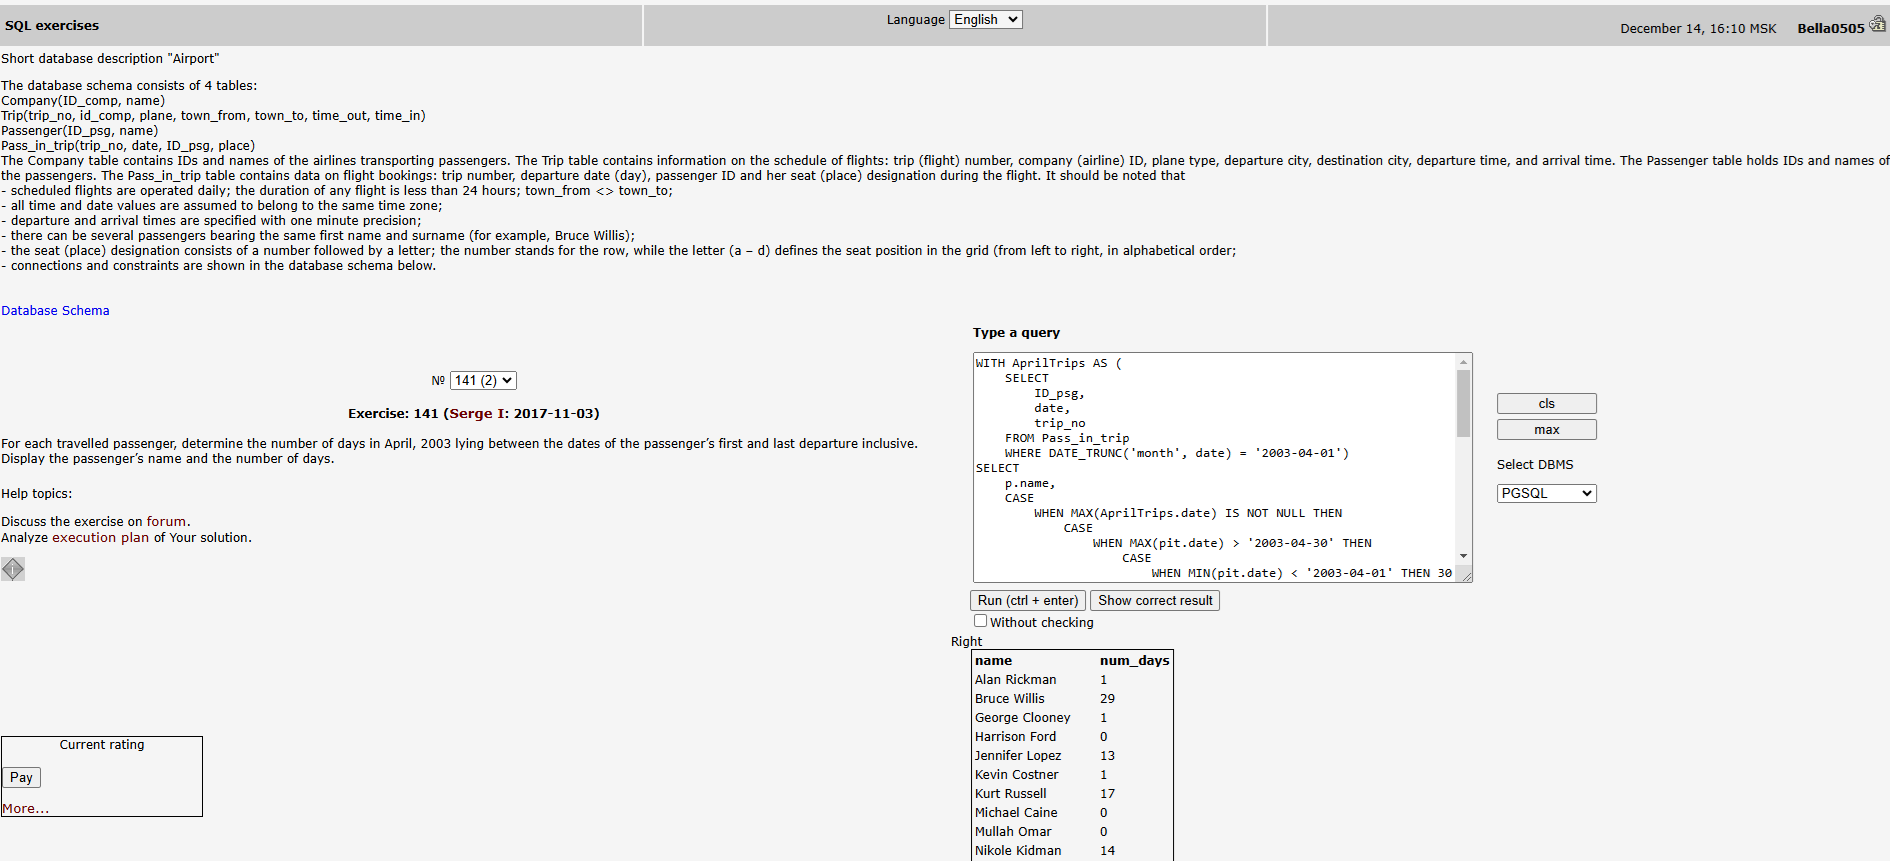 SQL exercises
Language English
December 14, 16:10 MSK Bella0505
Short database description "Airport"
The database schema consists of 4 tables:
Company(ID_comp, name)
Trip(trip_no, id_comp, plane, town_from, town_to, time_out, time_in)
Passenger(ID_psg, name)
Pass_in_trip(trip_no, date, ID_psg, place)
The Company table contains IDs and names of the airlines transporting passengers. The Trip table contains information on the schedule of flights: trip (flight) number, company (airline) ID, plane type, departure city, destination city, departure time, and arrival time. The Passenger table holds IDs and names of
the passengers. The Pass_in_trip table contains data on flight bookings: trip number, departure date (day), passenger ID and her seat (place) designation during the flight. It should be noted that
- scheduled flights are operated daily; the duration of any flight is less than 24 hours; town_from <> town_to;
- all time and date values are assumed to belong to the same time zone;
- departure and arrival times are specified with one minute precision;
- there can be several passengers bearing the same first name and surname (for example, Bruce Willis);
- the seat (place) designation consists of a number followed by a letter; the number stands for the row, while the letter (a – d) defines the seat position in the grid (from left to right, in alphabetical order;
- connections and constraints are shown in the database schema below.
Database Schema
№ 141 (2)
Exercise: 141 (Serge I: 2017-11-03)
For each travelled passenger, determine the number of days in April, 2003 lying between the dates of the passenger’s first and last departure inclusive.
Display the passenger’s name and the number of days.
Help topics:
Discuss the exercise on forum.
Analyze execution plan of Your solution.
Current rating
Pay
More...
Type a query
WITH AprilTrips AS (
SELECT
ID_psg,
date,
trip_no
FROM Pass_in_trip
WHERE DATE_TRUNC('month', date) = '2003-04-01')
SELECT
p.name,
CASE
WHEN MAX(AprilTrips.date) IS NOT NULL THEN
CASE
WHEN MAX(pit.date) > '2003-04-30' THEN
CASE
WHEN MIN(pit.date) < '2003-04-01' THEN 30
cls
max
Select DBMS
PGSQL
Run (ctrl + enter) Show correct result
Without checking
Right
name num_days
Alan Rickman 1
Bruce Willis 29
George Clooney 1
Harrison Ford 0
Jennifer Lopez 13
Kevin Costner 1
Kurt Russell 17
Michael Caine 0
Mullah Omar 0
Nikole Kidman 14